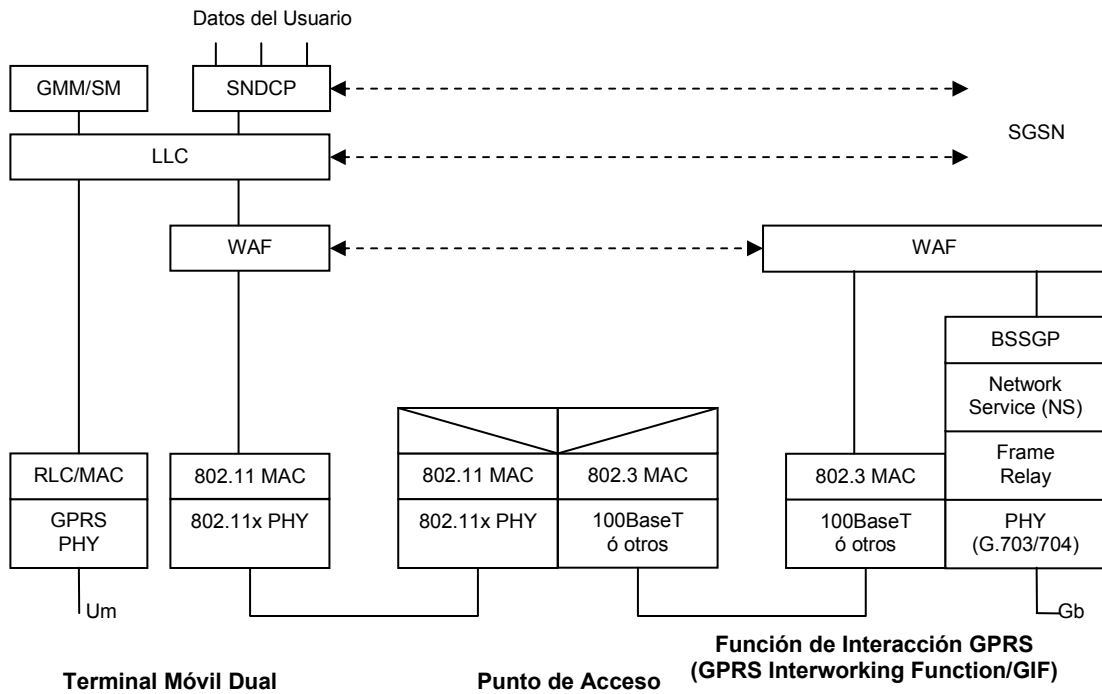 Datos del Usuario
GMM/SM
SNDCP
SGSN
LLC
WAF
WAF
BSSGP
Network
Service (NS)
RLC/MAC
802.11 MAC
802.11 MAC
802.3 MAC
802.3 MAC
Frame
Relay
GPRS
PHY
802.11x PHY
802.11x PHY
100BaseT
ó otros
100BaseT
ó otros
PHY
(G.703/704)
Um
Gb
Terminal Móvil Dual
Punto de Acceso
Función de Interacción GPRS
(GPRS Interworking Function/GIF)